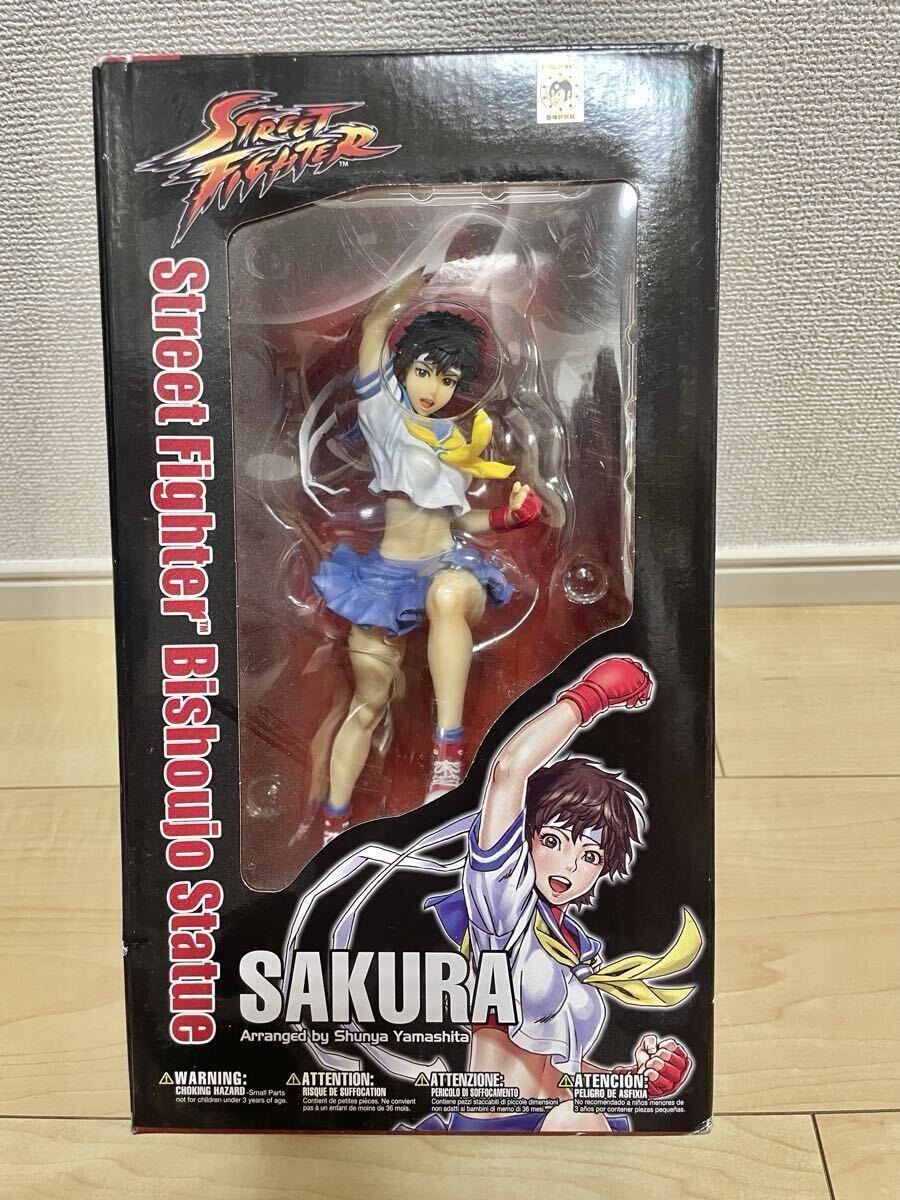 STREET
FIGHTER™
Street Fighter™ Bishoujo Statue
SAKURA
Arranged by Shunya Yamashita
⚠WARNING:
CHOKING HAZARD -Small Parts
not for children under 3 years of age.
⚠ATTENTION:
RISQUE DE SUFFOCATION
Contient de petites pièces. Ne convient
pas à un enfant de moins de 36 mois.
⚠ATTENZIONE:
PERICOLO DI SOFFOCAMENTO
Contiene pezzi staccabili di piccole dimensioni
non adatti ai bambini di memo di 36 mesi.
⚠ATENCIÓN:
PELIGRO DE ASFIXIA
No recomendado a niños menores de
3 años por contener piezas pequeñas.